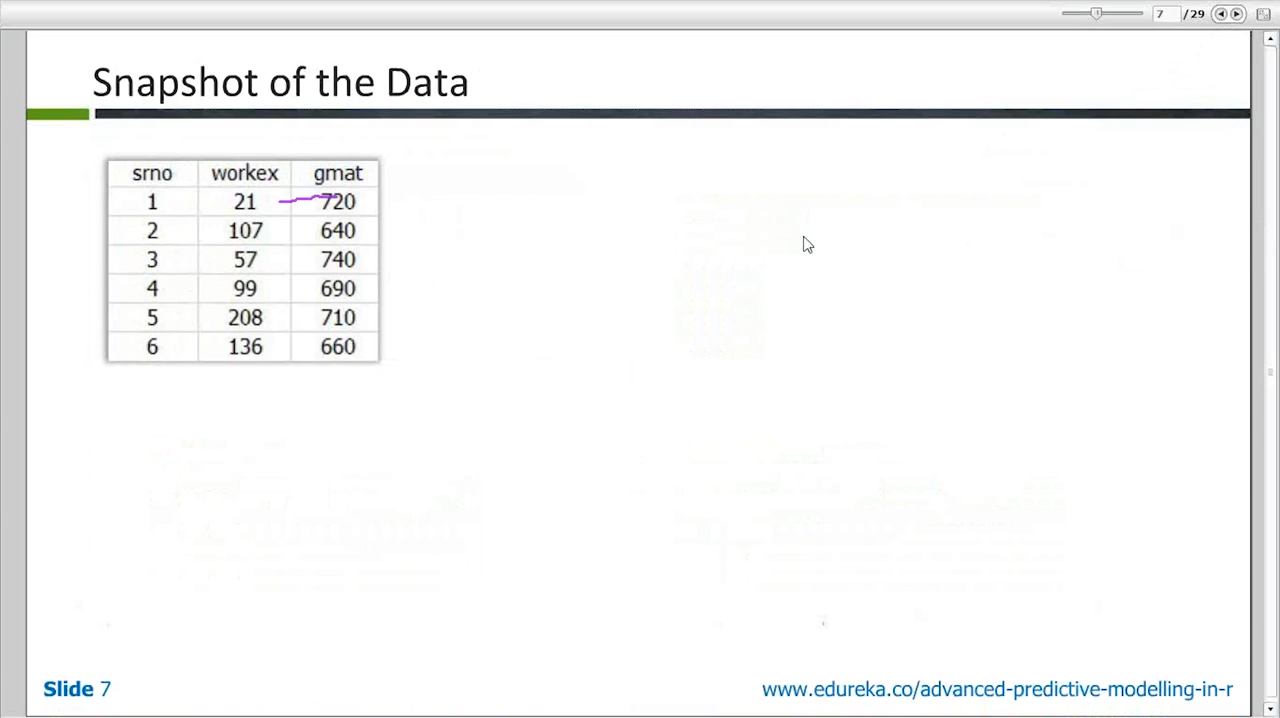 7 /29
Snapshot of the Data
srno workex gmat
1 21 720
2 107 640
3 57 740
4 99 690
5 208 710
6 136 660
Slide 7
www.edureka.co/advanced-predictive-modelling-in-r